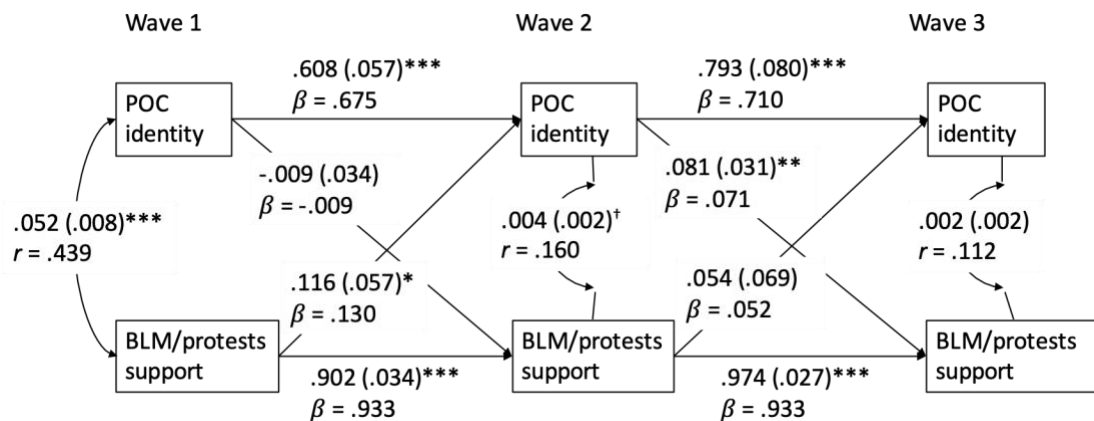 Wave 1
Wave 2
Wave 3
.608 (.057)***
β = .675
.793 (.080)***
β = .710
POC
identity
POC
identity
POC
identity
-.009 (.034)
β = -.009
.081 (.031)**
β = .071
.052 (.008)***
r = .439
.004 (.002)†
r = .160
.002 (.002)
r = .112
.116 (.057)*
β = .130
.054 (.069)
β = .052
BLM/protests
support
BLM/protests
support
BLM/protests
support
.902 (.034)***
β = .933
.974 (.027)***
β = .933